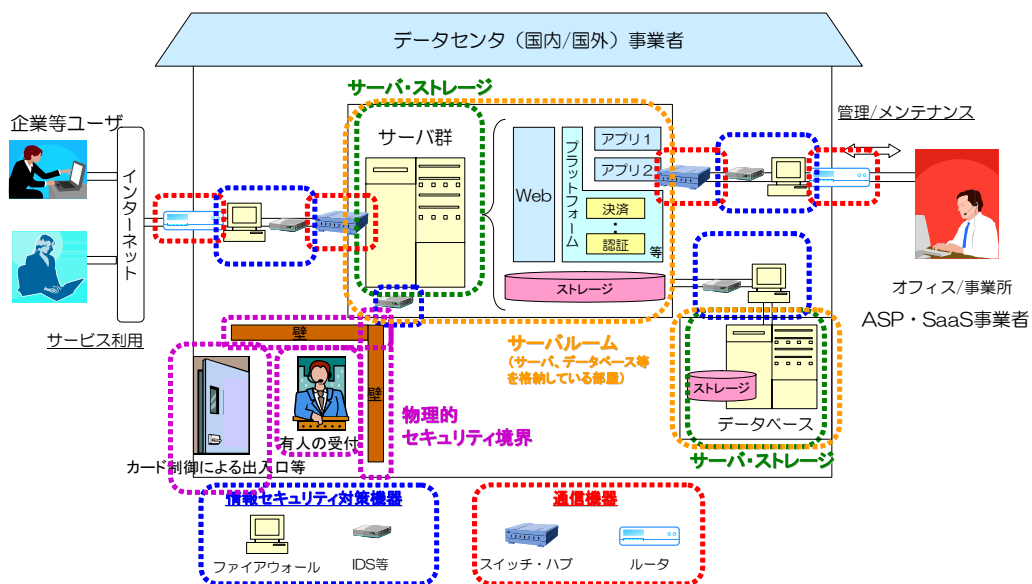 データセンタ（国内/国外）事業者
サーバ・ストレージ
企業等ユーザ
インターネット
サービス利用
サーバ群
Web
プラットフォーム
アプリ１
アプリ２
決済
：
認証
等
ストレージ
管理/メンテナンス
オフィス/事業所
ASP・SaaS事業者
サーバルーム
（サーバ、データベース等
を格納している部屋）
壁
壁
物理的
セキュリティ境界
有人の受付
カード制御による出入口等
ストレージ
データベース
サーバ・ストレージ
情報セキュリティ対策機器
ファイアウォール
IDS等
通信機器
スイッチ・ハブ
ルータ